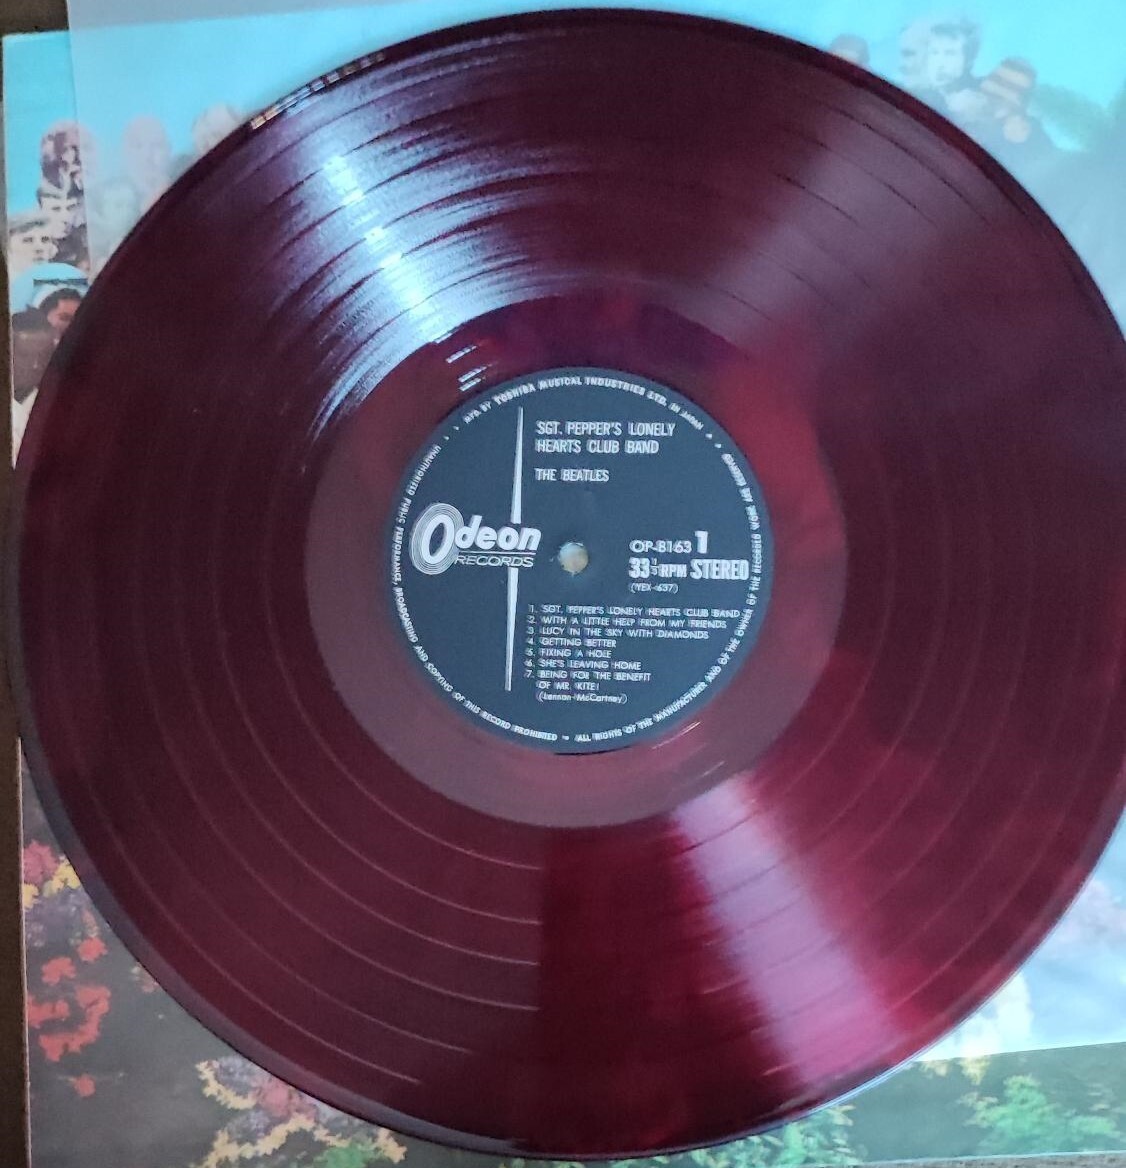 MFD. BY TOSHIBA MUSICAL INDUSTRIES LTD. IN JAPAN
SGT. PEPPER'S LONELY
HEARTS CLUB BAND
THE BEATLES
Odeon
RECORDS
OP-8163 1
33 1/3 RPM STEREO
(YEX-637)
1. SGT. PEPPER'S LONELY HEARTS CLUB BAND
2. WITH A LITTLE HELP FROM MY FRIENDS
3. LUCY IN THE SKY WITH DIAMONDS
4. GETTING BETTER
5. FIXING A HOLE
6. SHE'S LEAVING HOME
7. BEING FOR THE BENEFIT
OF MR. KITE!
(Lennon-McCartney)
UNAUTHORIZED PUBLIC PERFORMANCE, BROADCASTING AND COPYING OF THIS RECORD PROHIBITED - ALL RIGHTS OF THE MANUFACTURER AND OF THE OWNER OF THE RECORDED WORK ARE RESERVED